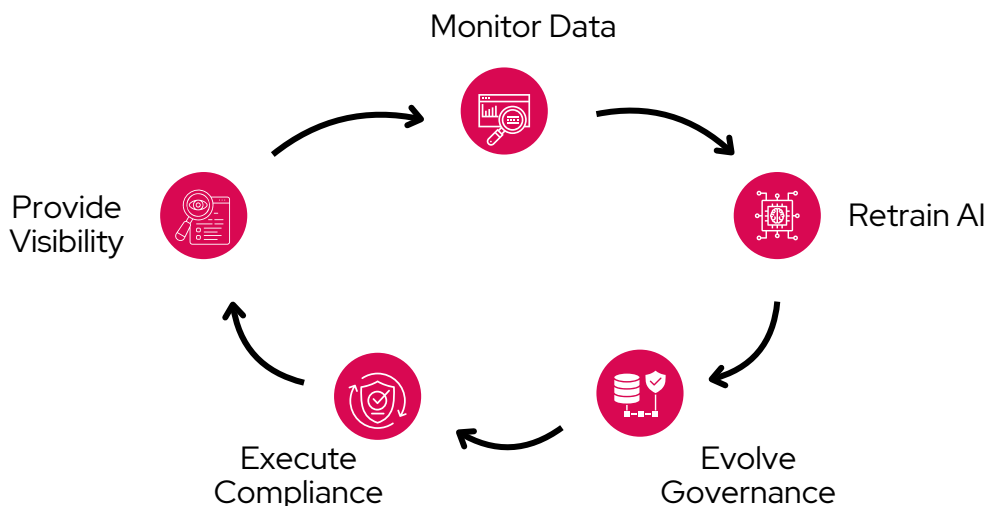 Monitor Data
Provide
Visibility
Retrain AI
Execute
Compliance
Evolve
Governance